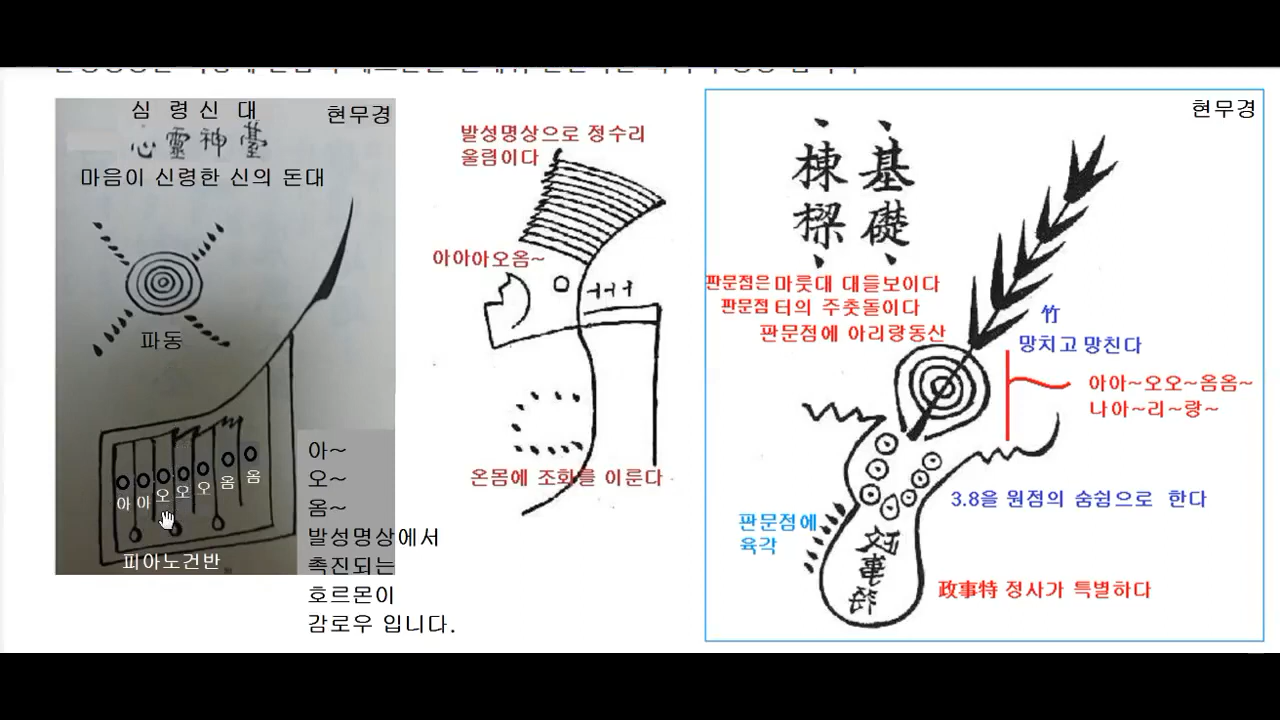 심 령 신 대
현무경
心 靈 神 臺
마음이 신령한 신의 돈대
파동
아 아 오 오 오 옴 옴
피아노건반
아~
오~
옴~
발성명상에서
촉진되는
호르몬이
감로우 입니다.
발성명상으로 정수리
울림이다
아아아오옴~
온몸에 조화를 이룬다
현무경
基礎
棟樑
판문점은 마룻대 대들보이다
판문점 터의 주춧돌이다
판문점에 아리랑동산
竹
망치고 망친다
아아~오오~옴옴~
나아~리~랑~
3.8을 원점의 숨쉼으로 한다
판문점에
육각
政事特 정사가 특별하다